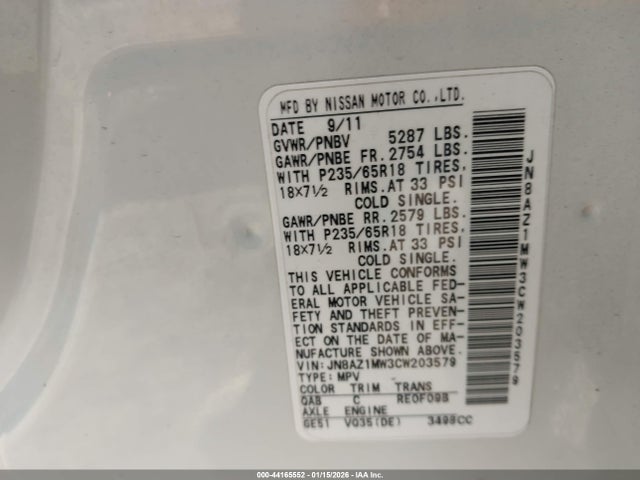 MFD BY NISSAN MOTOR CO.,LTD.
DATE 9/11
GVWR/PNBV 5287 LBS.
GAWR/PNBE FR. 2754 LBS.
WITH P235/65R18 TIRES,
18X7½ RIMS.AT 33 PSI
COLD SINGLE.
GAWR/PNBE RR. 2579 LBS.
WITH P235/65R18 TIRES,
18X7½ RIMS.AT 33 PSI
COLD SINGLE.
THIS VEHICLE CONFORMS
TO ALL APPLICABLE FED-
ERAL MOTOR VEHICLE SA-
FETY AND THEFT PREVEN-
TION STANDARDS IN EFF-
ECT ON THE DATE OF MA-
NUFACTURE SHOWN ABOVE.
VIN: JN8AZ1MW3CW203579
TYPE: MPV
COLOR TRIM TRANS
QAB C RE0F09B
AXLE ENGINE
GE51 VQ35(DE) 3498CC
JN8AZ1MW3CW203579
000-44165552 - 01/15/2026 - IAA Inc.